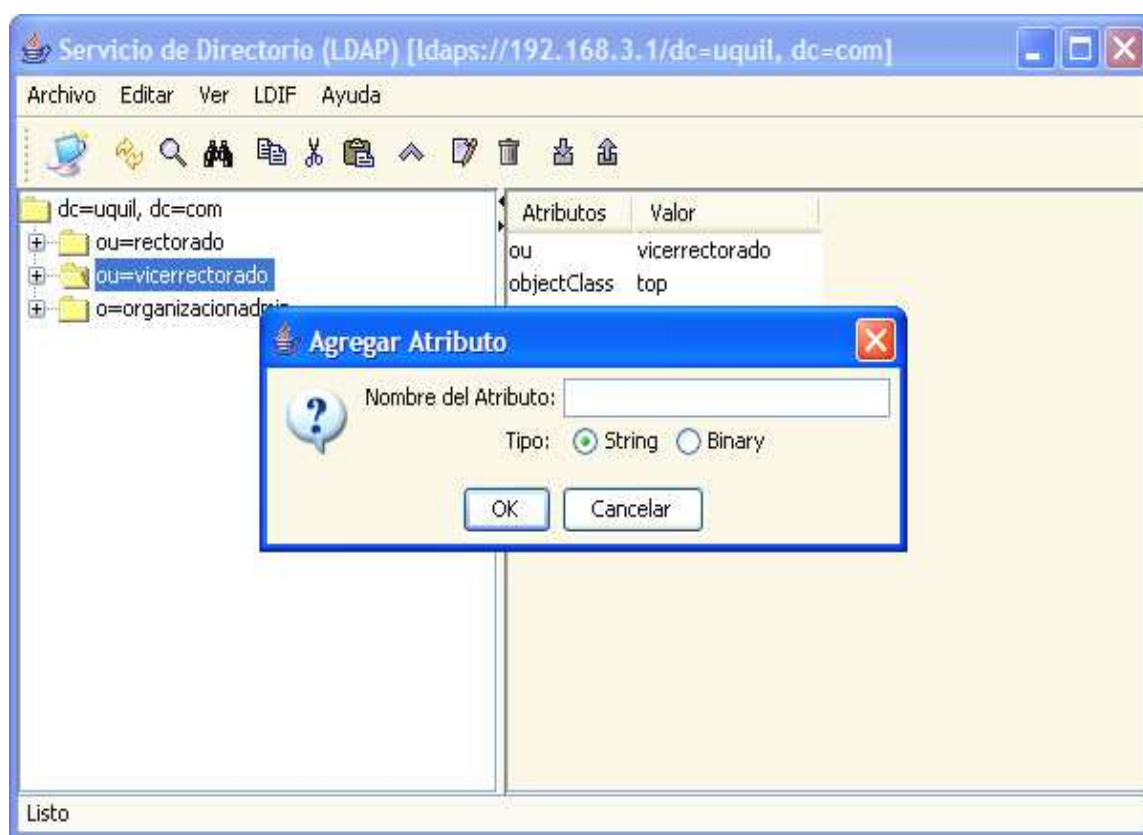 Servicio de Directorio (LDAP) [ldaps://192.168.3.1/dc=uquil, dc=com]
Archivo Editar Ver LDIF Ayuda
dc=uquil, dc=com
ou=rectorado
ou=vicerrectorado
o=organizacionadmin
Atributos Valor
ou vicerrectorado
objectClass top
Agregar Atributo
Nombre del Atributo:
Tipo: String Binary
OK Cancelar
Listo